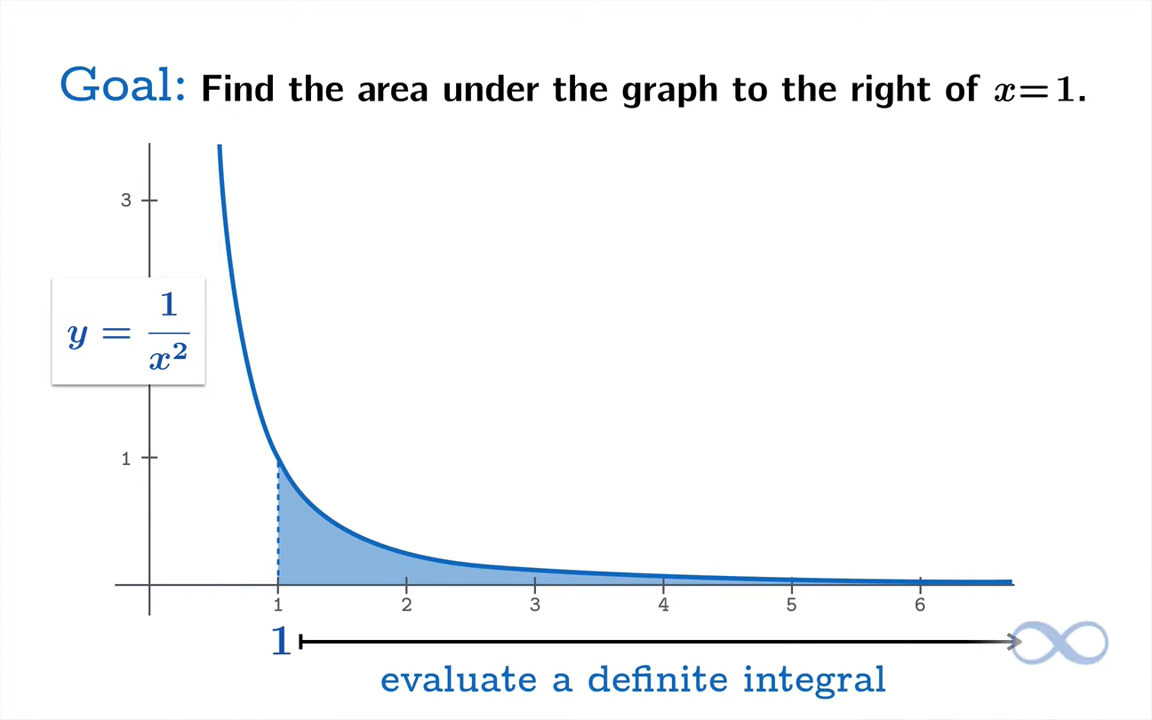 Goal: Find the area under the graph to the right of x=1.
3
y = 1/x²
1
1 2 3 4 5 6
1 ∞
evaluate a definite integral